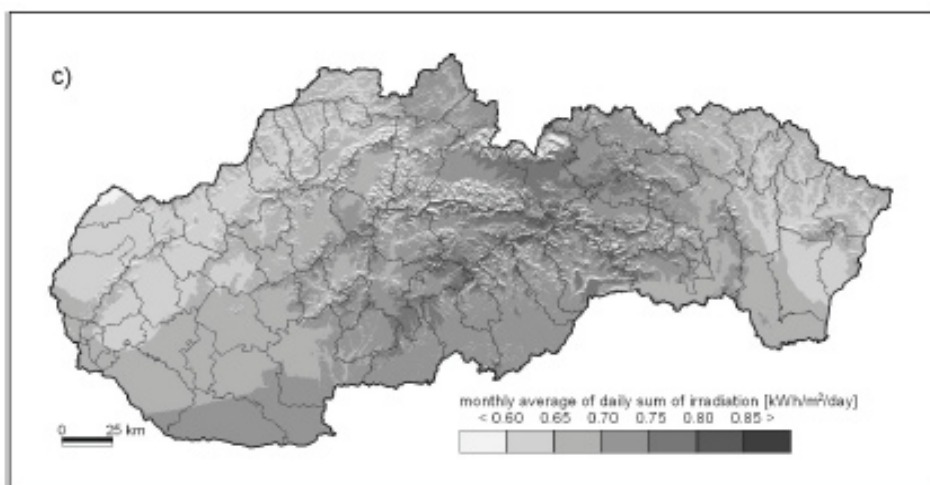 c)
monthly average of daily sum of irradiation [kWh/m²/day]
< 0.60 0.65 0.70 0.75 0.80 0.85 >
0 25 km